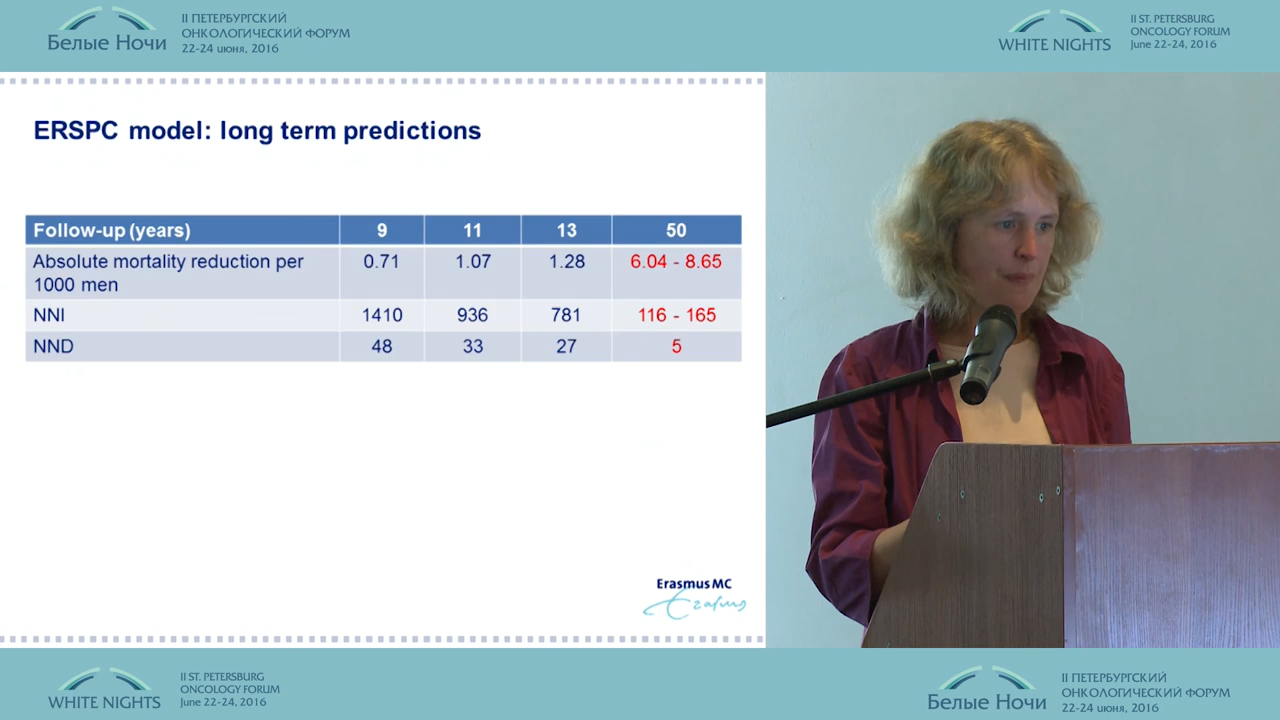 Белые Ночи
II ПЕТЕРБУРГСКИЙ
ОНКОЛОГИЧЕСКИЙ ФОРУМ
22-24 июня, 2016
WHITE NIGHTS
II ST. PETERSBURG
ONCOLOGY FORUM
June 22-24, 2016
ERSPC model: long term predictions
Follow-up (years) 9 11 13 50
Absolute mortality reduction per 0.71 1.07 1.28 6.04 - 8.65
1000 men
NNI 1410 936 781 116 - 165
NND 48 33 27 5
Erasmus MC
Erasmus
WHITE NIGHTS
II ST. PETERSBURG
ONCOLOGY FORUM
June 22-24, 2016
Белые Ночи
II ПЕТЕРБУРГСКИЙ
ОНКОЛОГИЧЕСКИЙ ФОРУМ
22-24 июня, 2016